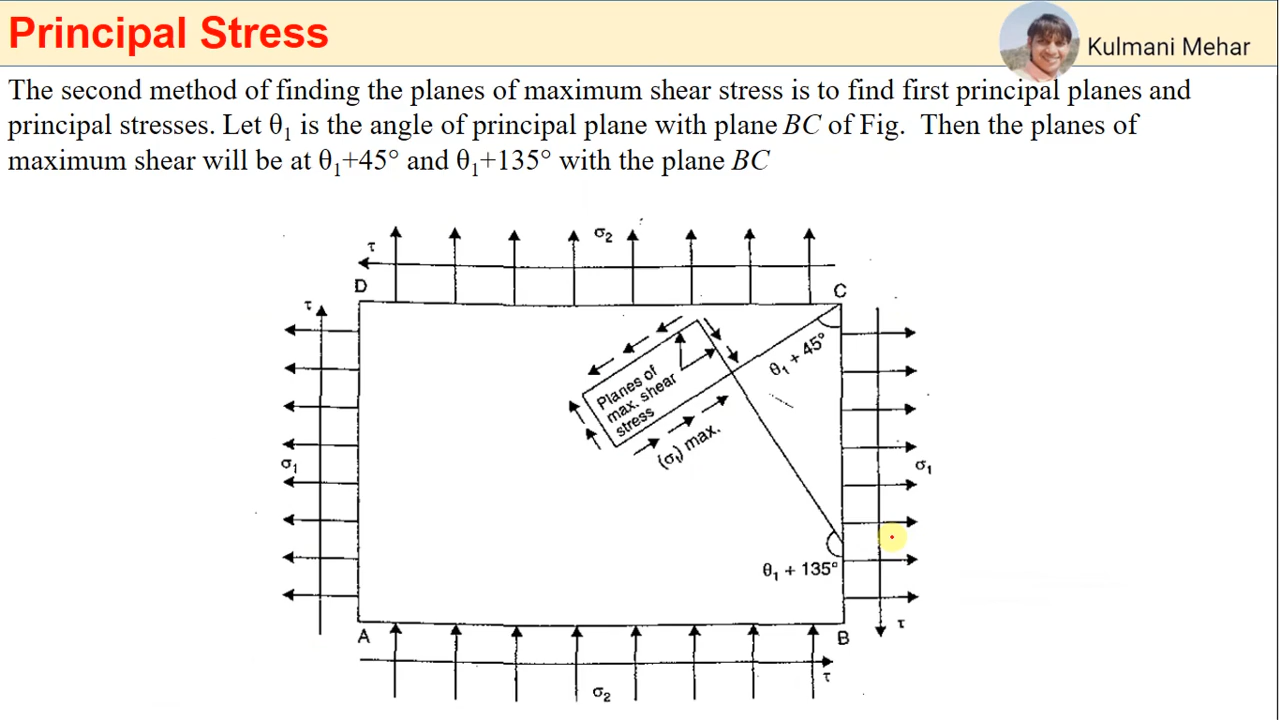 Principal Stress
Kulmani Mehar
The second method of finding the planes of maximum shear stress is to find first principal planes and
principal stresses. Let θ₁ is the angle of principal plane with plane BC of Fig. Then the planes of
maximum shear will be at θ₁+45° and θ₁+135° with the plane BC
σ₂
τ
D
C
τ
θ₁ + 45°
Planes of
max. shear
stress
(σₜ) max.
σ₁
σ₁
θ₁ + 135°
A
B
τ
τ
σ₂